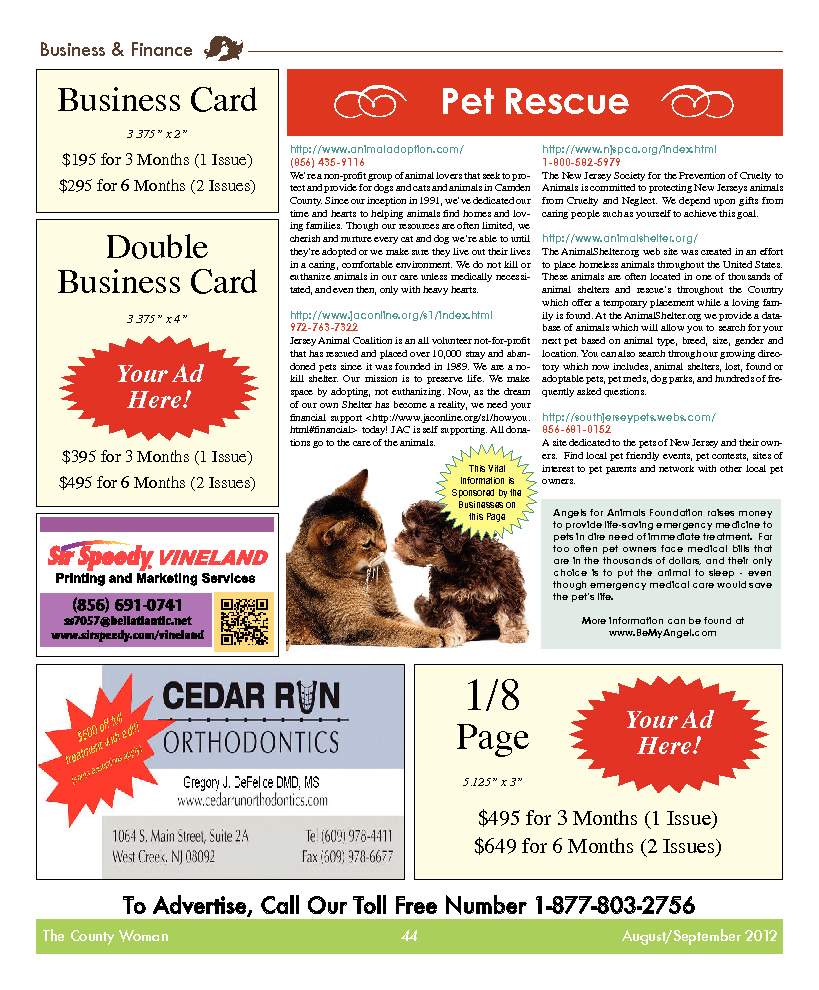 Business & Finance
Business Card
3.375" x 2"
$195 for 3 Months (1 Issue)
$295 for 6 Months (2 Issues)
Double
Business Card
3.375" x 4"
Your Ad
Here!
$395 for 3 Months (1 Issue)
$495 for 6 Months (2 Issues)
Sir Speedy VINELAND
Printing and Marketing Services
(856) 691-0741
ss7057@bellatlantic.net
www.sirspeedy.com/vineland
Pet Rescue
http://www.animaladoption.com/
(856) 435-9116
We're a non-profit group of animal lovers that seek to pro-
tect and provide for dogs and cats and animals in Camden
County. Since our inception in 1991, we've dedicated our
time and hearts to helping animals find homes and lov-
ing families. Though our resources are often limited, we
cherish and nurture every cat and dog we're able to until
they're adopted or we make sure they live out their lives
in a caring, comfortable environment. We do not kill or
euthanize animals in our care unless medically necessi-
tated, and even then, only with heavy hearts.
http://www.jaconline.org/s1/index.html
972-763-7322
Jersey Animal Coalition is an all volunteer not-for-profit
that has rescued and placed over 10,000 stray and aban-
doned pets since it was founded in 1989. We are a no-
kill shelter. Our mission is to preserve life. We make
space by adopting, not euthanizing. Now, as the dream
of our own Shelter has become a reality, we need your
financial support <http://www.jaconline.org/s1/howyou.
html#financial> today! JAC is self supporting. All dona-
tions go to the care of the animals.
This Vital
Information is
Sponsored by the
Businesses on
this Page
http://www.njspca.org/index.html
1-800-582-5979
The New Jersey Society for the Prevention of Cruelty to
Animals is committed to protecting New Jerseys animals
from Cruelty and Neglect. We depend upon gifts from
caring people such as yourself to achieve this goal.
http://www.animalshelter.org/
The AnimalShelter.org web site was created in an effort
to place homeless animals throughout the United States.
These animals are often located in one of thousands of
animal shelters and rescue's throughout the Country
which offer a temporary placement while a loving fam-
ily is found. At the AnimalShelter.org we provide a data-
base of animals which will allow you to search for your
next pet based on animal type, breed, size, gender and
location. You can also search through our growing direc-
tory which now includes, animal shelters, lost, found or
adoptable pets, pet meds, dog parks, and hundreds of fre-
quently asked questions.
http://southjerseypets.webs.com/
856-691-0152
A site dedicated to the pets of New Jersey and their own-
ers. Find local pet friendly events, pet contests, sites of
interest to pet parents and network with other local pet
owners.
Angels for Animals Foundation raises money
to provide life-saving emergency medicine to
pets in dire need of immediate treatment. Far
too often pet owners face medical bills that
are in the thousands of dollars, and their only
choice is to put the animal to sleep - even
though emergency medical care would save
the pet's life.
More information can be found at
www.BeMyAngel.com
$500 off full
treatment with ad!!
CEDAR RUN
ORTHODONTICS
Gregory J. DeFelice DMD, MS
www.cedarrunorthodontics.com
1064 S. Main Street, Suite 2A
West Creek, NJ 08092
Tel (609) 978-4411
Fax (609) 978-6677
1/8
Page
5.125" x 3"
Your Ad
Here!
$495 for 3 Months (1 Issue)
$649 for 6 Months (2 Issues)
To Advertise, Call Our Toll Free Number 1-877-803-2756
The County Woman
44
August/September 2012